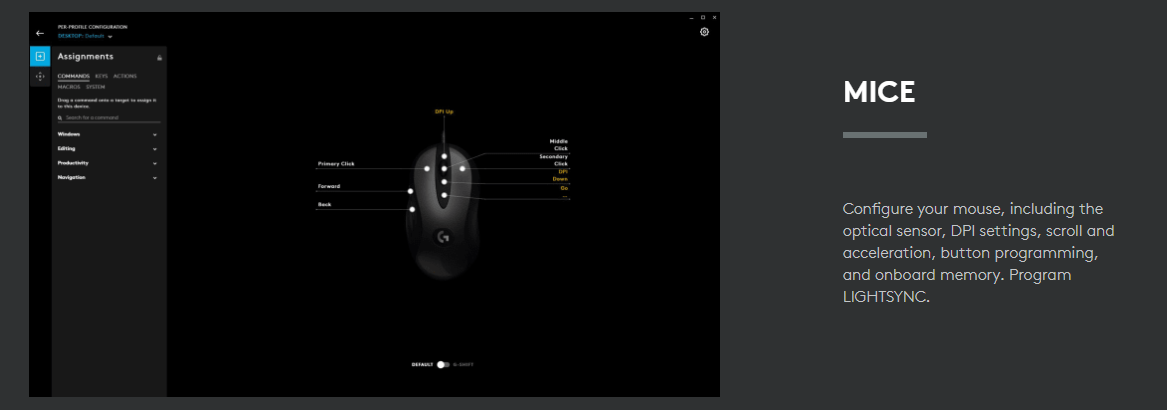 PER-PROFILE CONFIGURATION
DESKTOP: Default
Assignments
COMMANDS KEYS ACTIONS
MACROS SYSTEM
Drag a command onto a target to assign it
to this device.
Search for a command
Windows
Editing
Productivity
Navigation
DPI Up
Primary Click
Forward
Back
Middle
Click
Secondary
Click
DPI
Down
Go
...
DEFAULT G-SHIFT
MICE
Configure your mouse, including the
optical sensor, DPI settings, scroll and
acceleration, button programming,
and onboard memory. Program
LIGHTSYNC.